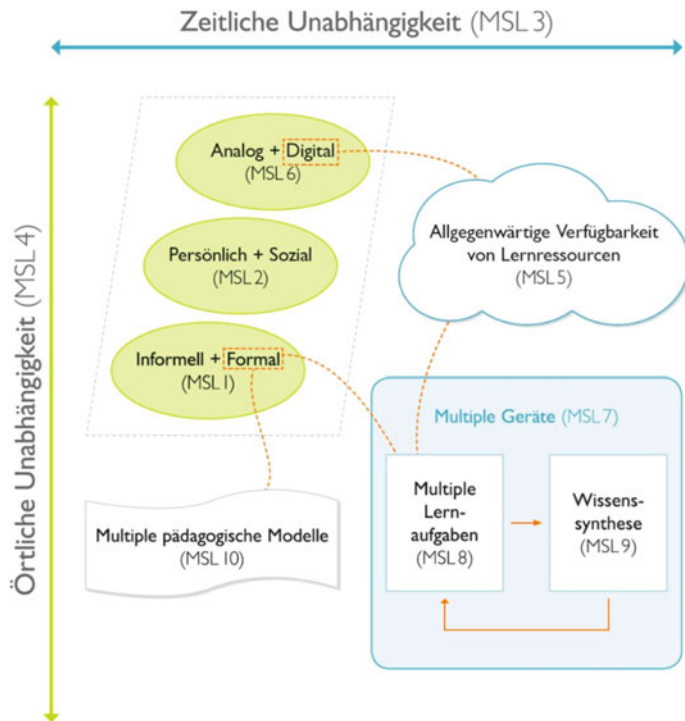 Zeitliche Unabhängigkeit (MSL 3)
Örtliche Unabhängigkeit (MSL 4)
Analog + Digital
(MSL 6)
Persönlich + Sozial
(MSL 2)
Informell + Formal
(MSL 1)
Allgegenwärtige Verfügbarkeit
von Lernressourcen
(MSL 5)
Multiple pädagogische Modelle
(MSL 10)
Multiple Geräte (MSL 7)
Multiple
Lern-
aufgaben
(MSL 8)
Wissens-
synthese
(MSL 9)